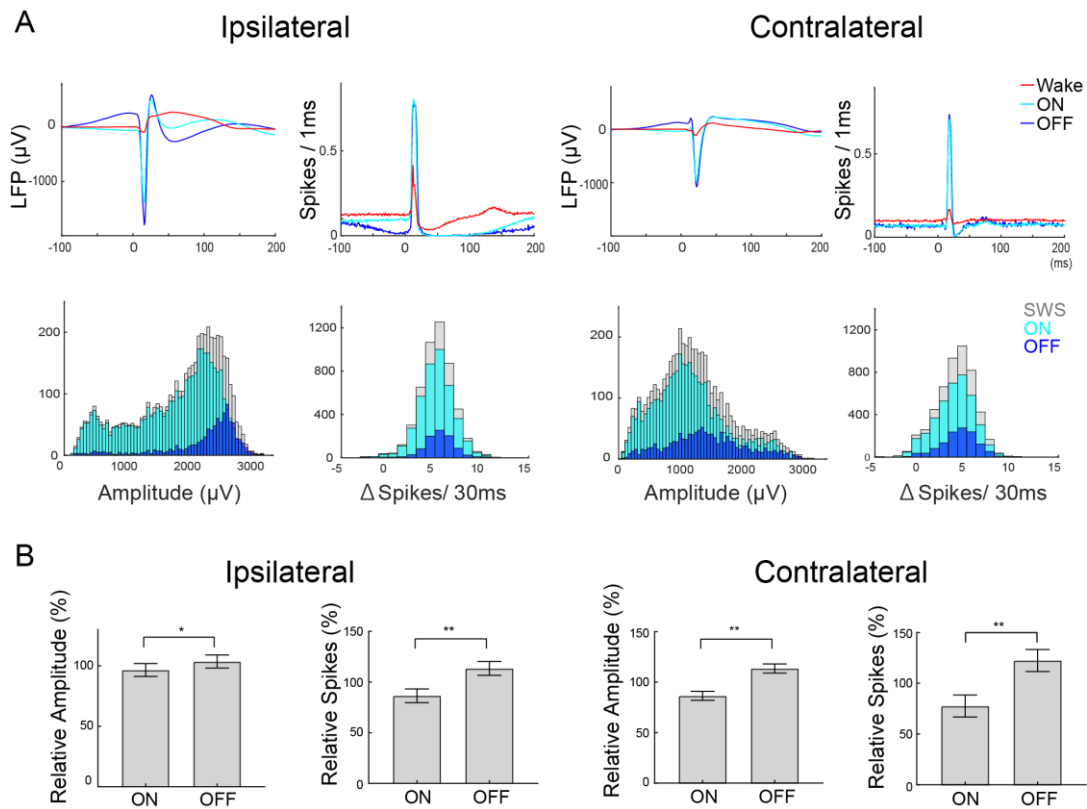 A
Ipsilateral
Contralateral
LFP (µV)
0
-1000
-100
0
100
200
Spikes / 1ms
0.5
0
-100
0
100
200
LFP (µV)
0
-1000
-100
0
100
200
Spikes / 1ms
0.5
0
-100
0
100
200
(ms)
Wake
ON
OFF
200
100
0
0
1000
2000
3000
Amplitude (µV)
1200
800
400
0
-5
0
5
10
15
Δ Spikes/ 30ms
200
100
0
0
1000
2000
3000
Amplitude (µV)
1200
800
400
0
-5
0
5
10
15
Δ Spikes/ 30ms
SWS
ON
OFF
B
Ipsilateral
Contralateral
Relative Amplitude (%)
100
50
0
*
ON
OFF
Relative Spikes (%)
150
100
50
0
**
ON
OFF
Relative Amplitude (%)
150
100
50
0
**
ON
OFF
Relative Spikes (%)
150
100
50
0
**
ON
OFF